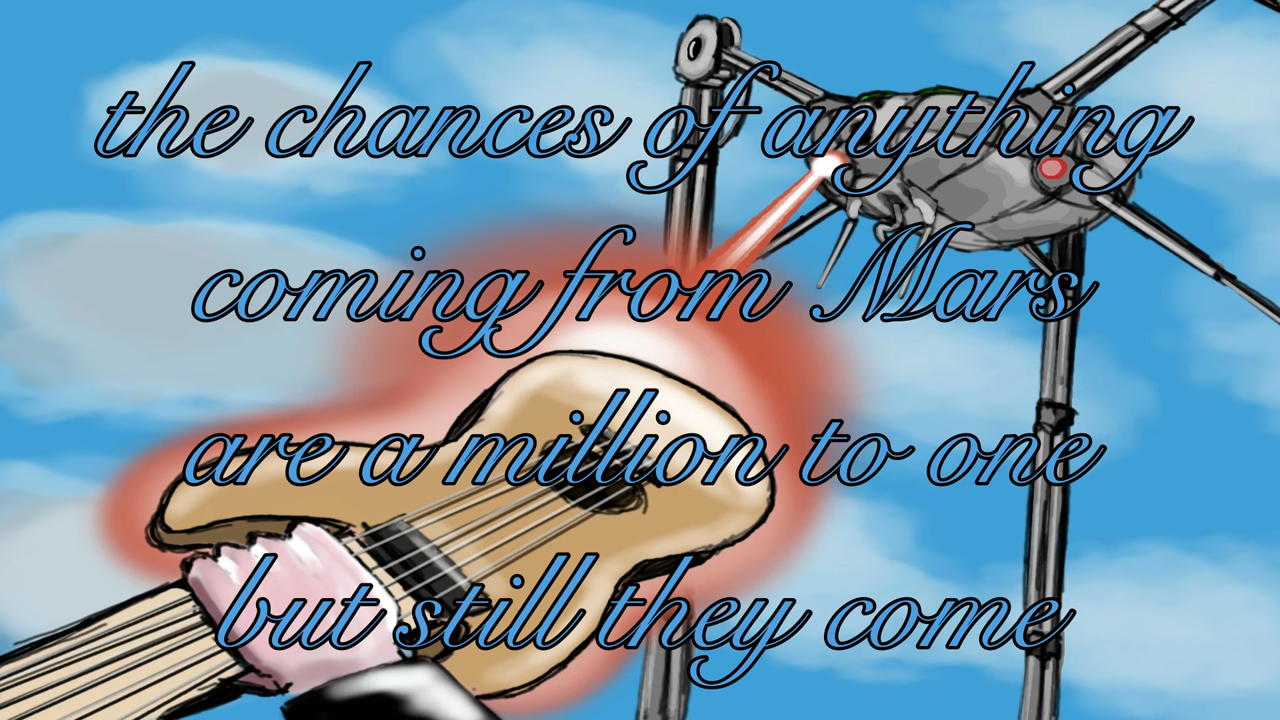 the chances of anything
coming from Mars
are a million to one
but still they come